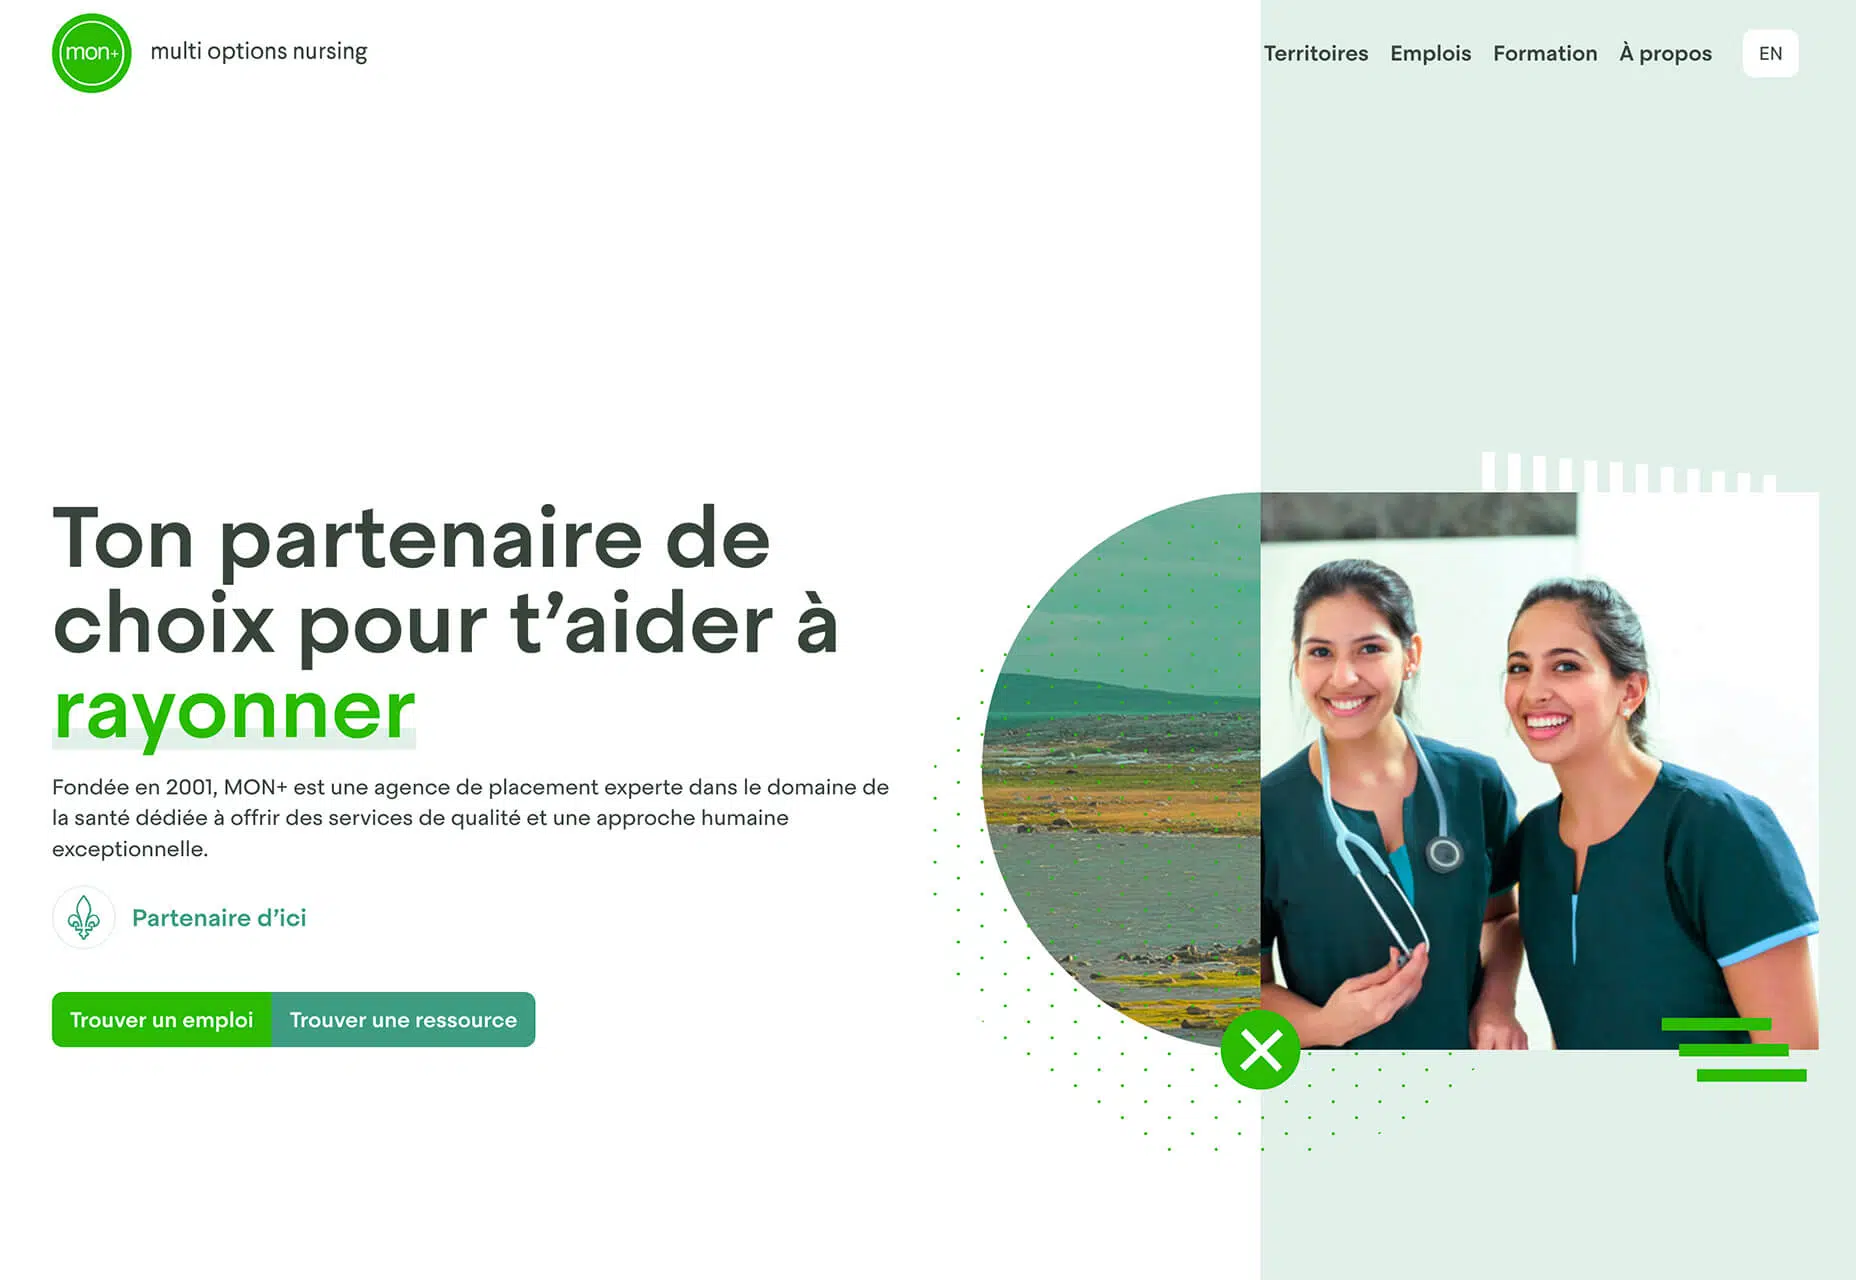 mon+
multi options nursing
Territoires
Emplois
Formation
À propos
EN
Ton partenaire de
choix pour t’aider à
rayonner
Fondée en 2001, MON+ est une agence de placement experte dans le domaine de
la santé dédiée à offrir des services de qualité et une approche humaine
exceptionnelle.
Partenaire d’ici
Trouver un emploi
Trouver une ressource